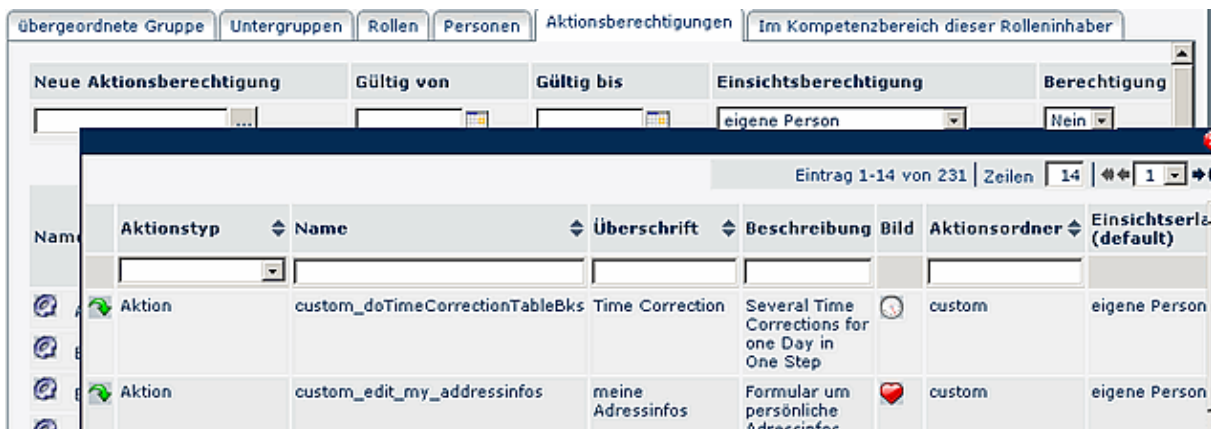 übergeordnete Gruppe Untergruppen Rollen Personen Aktionsberechtigungen Im Kompetenzbereich dieser Rolleninhaber
Neue Aktionsberechtigung Gültig von Gültig bis Einsichtsberechtigung Berechtigung
... eigene Person Nein
Eintrag 1-14 von 231 Zeilen 14 1
Aktionstyp Name Überschrift Beschreibung Bild Aktionsordner
(default)
Aktion custom_doTimeCorrectionTableBks Time Correction Several Time custom eigene Person
Corrections for
one Day in
One Step
Aktion custom_edit_my_addressinfos meine Formular um custom eigene Person
Adressinfos persönliche
Adressinfos